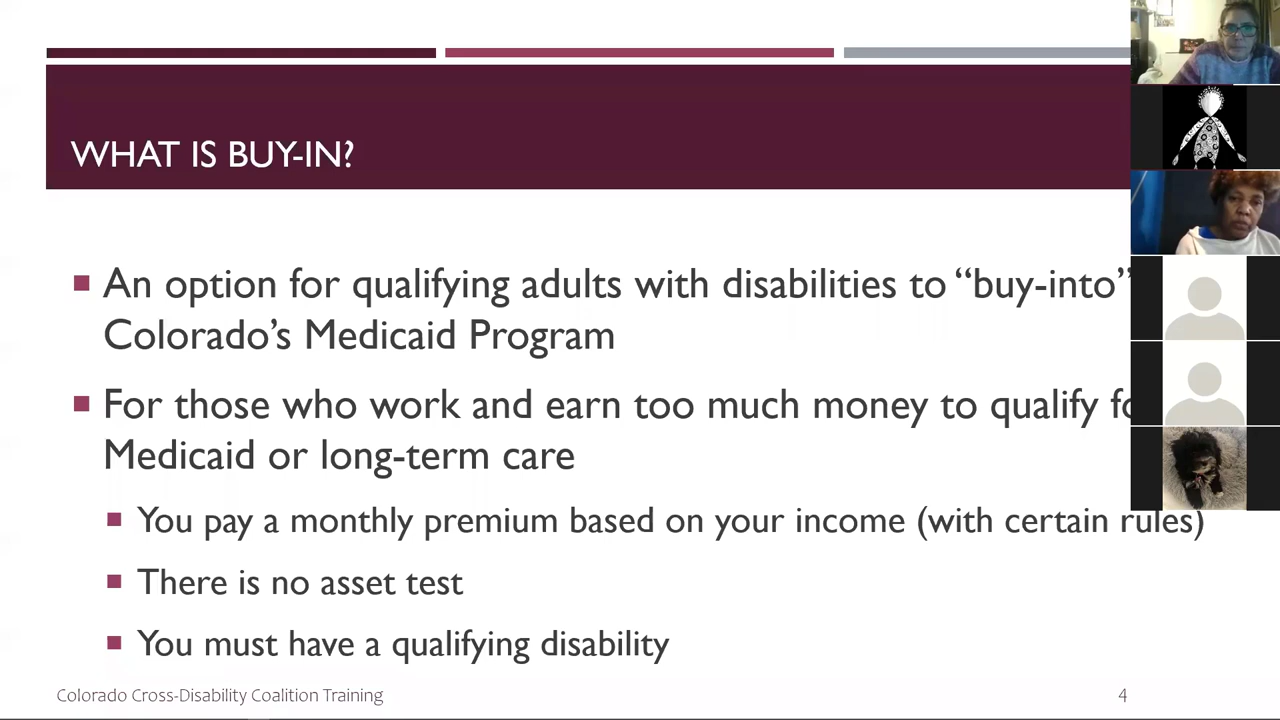 WHAT IS BUY-IN?
An option for qualifying adults with disabilities to “buy-into”
Colorado’s Medicaid Program
For those who work and earn too much money to qualify
Medicaid or long-term care
You pay a monthly premium based on your income (with certain rules)
There is no asset test
You must have a qualifying disability
Colorado Cross-Disability Coalition Training
4